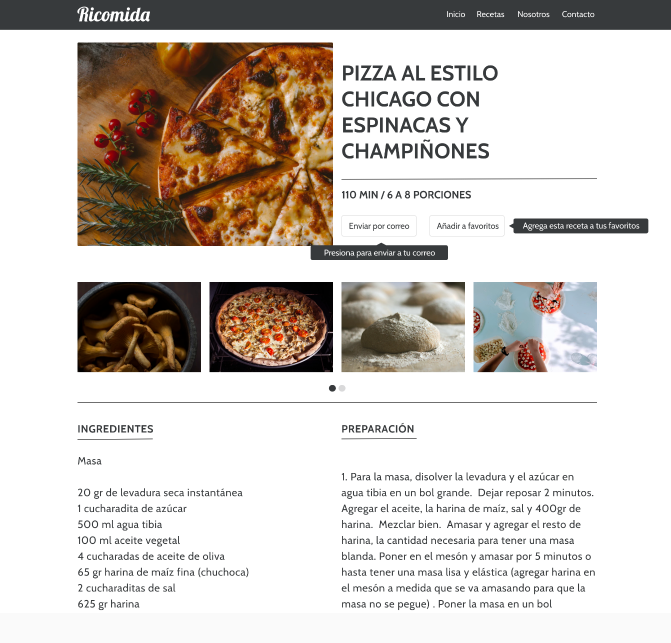 Ricomida
Inicio Recetas Nosotros Contacto
PIZZA AL ESTILO
CHICAGO CON
ESPINACAS Y
CHAMPIÑONES
110 MIN / 6 A 8 PORCIONES
Enviar por correo
Añadir a favoritos
Agrega esta receta a tus favoritos
Presiona para enviar a tu correo
INGREDIENTES
Masa
20 gr de levadura seca instantánea
1 cucharadita de azúcar
500 ml agua tibia
100 ml aceite vegetal
4 cucharadas de aceite de oliva
65 gr harina de maíz fina (chuchoca)
2 cucharaditas de sal
625 gr harina
PREPARACIÓN
1. Para la masa, disolver la levadura y el azúcar en
agua tibia en un bol grande.  Dejar reposar 2 minutos.
Agregar el aceite, la harina de maíz, sal y 400gr de
harina.  Mezclar bien.  Amasar y agregar el resto de
harina, la cantidad necesaria para tener una masa
blanda. Poner en el mesón y amasar por 5 minutos o
hasta tener una masa lisa y elástica (agregar harina en
el mesón a medida que se va amasando para que la
masa no se pegue) . Poner la masa en un bol